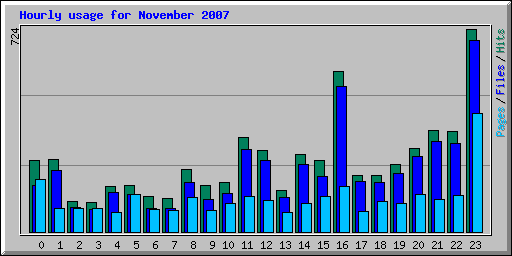 Hourly usage for November 2007
724
Pages / Files / Hits
0 1 2 3 4 5 6 7 8 9 10 11 12 13 14 15 16 17 18 19 20 21 22 23